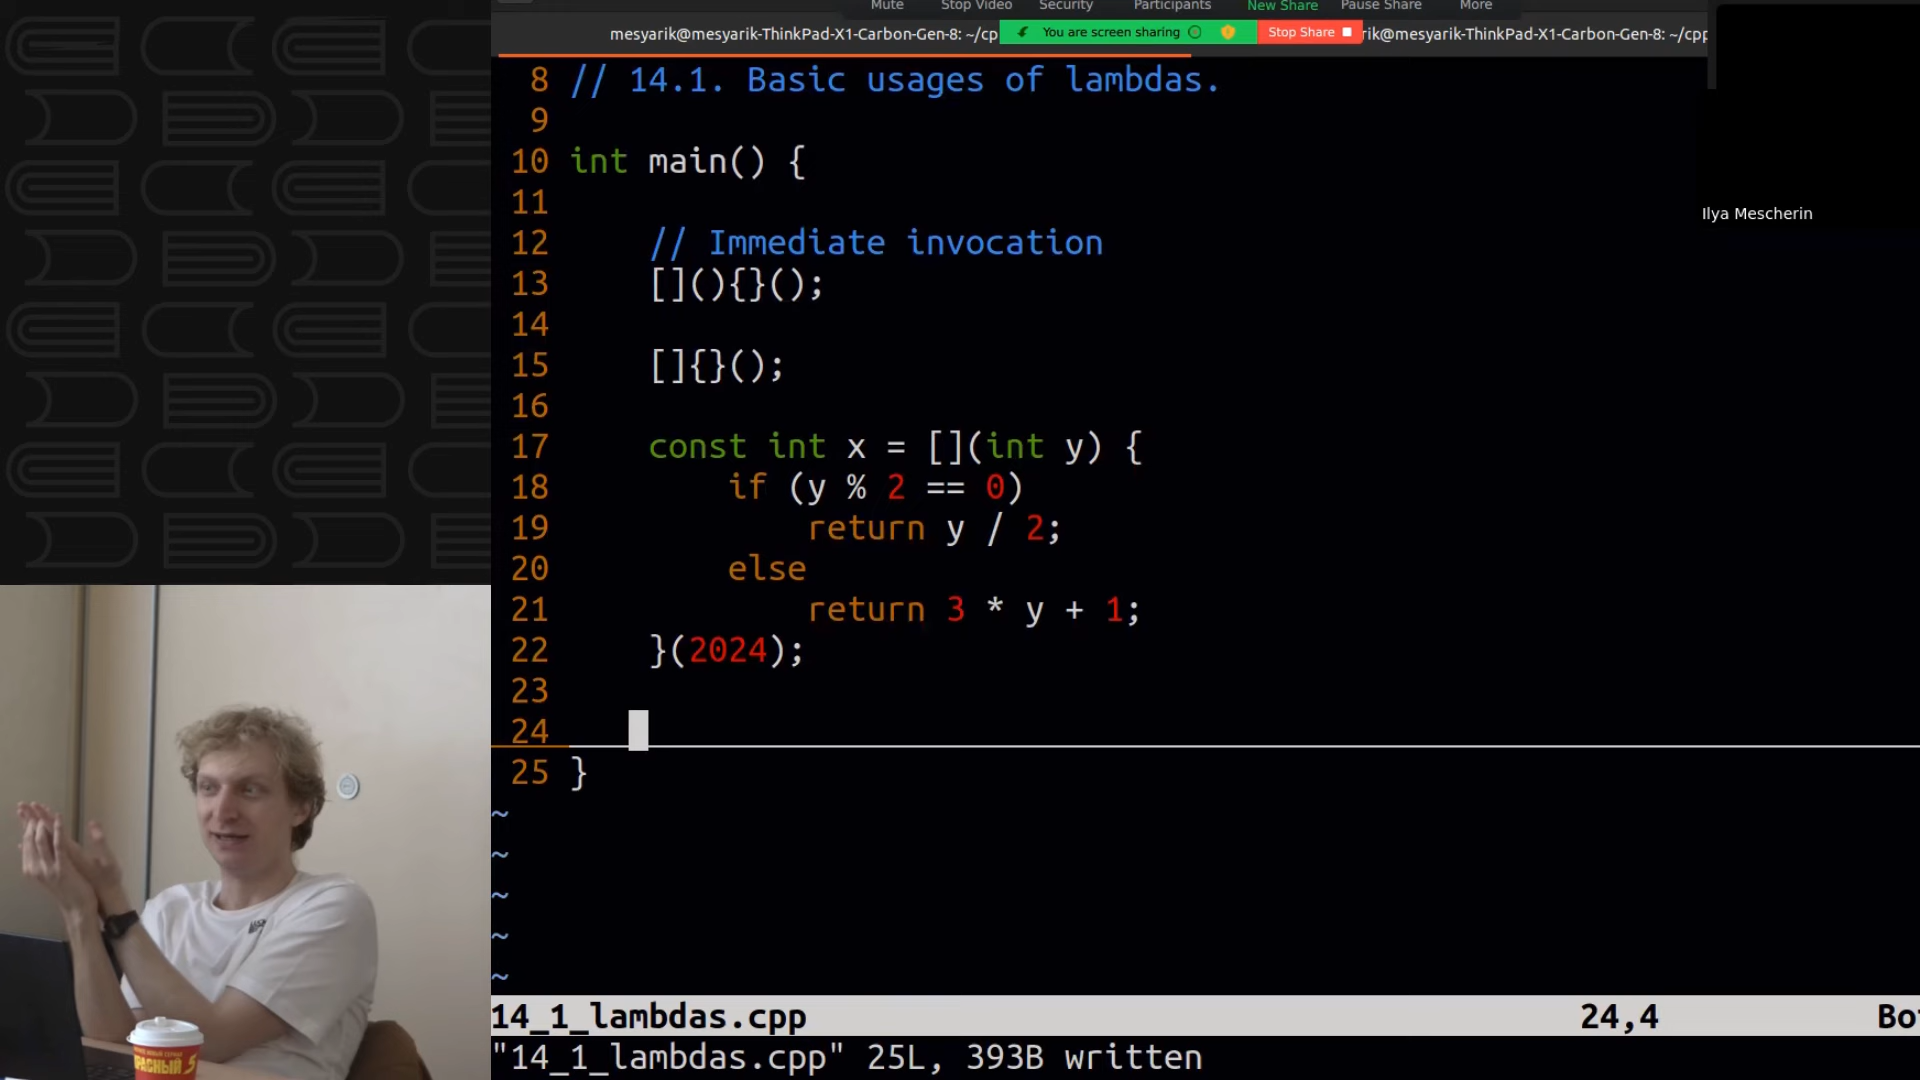 Mute Stop Video Security Participants New Share Pause Share More
mesyarik@mesyarik-ThinkPad-X1-Carbon-Gen-8: ~/cp You are screen sharing Stop Share rik@mesyarik-ThinkPad-X1-Carbon-Gen-8: ~/cpp
Ilya Mescherin
8 // 14.1. Basic usages of lambdas.
9
10 int main() {
11
12 // Immediate invocation
13 [](){}();
14
15 []{}();
16
17 const int x = [](int y) {
18 if (y % 2 == 0)
19 return y / 2;
20 else
21 return 3 * y + 1;
22 }(2024);
23
24
25 }
~
~
~
~
~
14_1_lambdas.cpp 24,4 Bo
"14_1_lambdas.cpp" 25L, 393B written